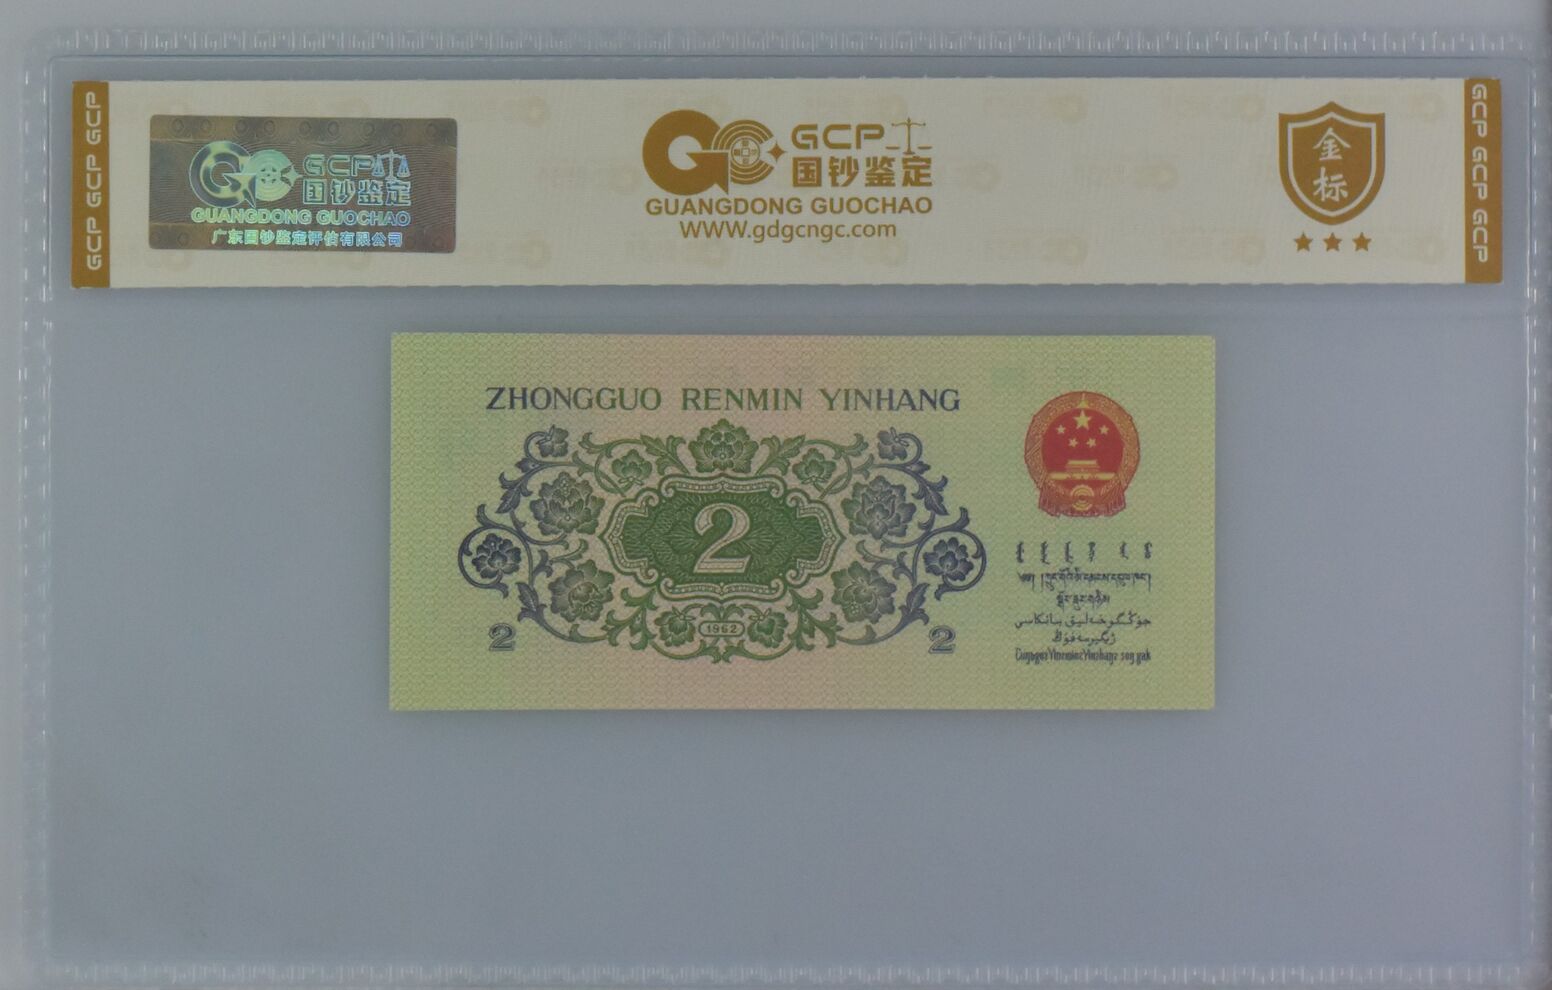 GCP GCP GCP
GCP
国钞鉴定
GUANGDONG GUOCHAO
广东国钞鉴定评估有限公司
GCP
国钞鉴定
GUANGDONG GUOCHAO
WWW.gdgcngc.com
金标
GCP GCP GCP
ZHONGGUO RENMIN YINHANG
2
1962
2
2